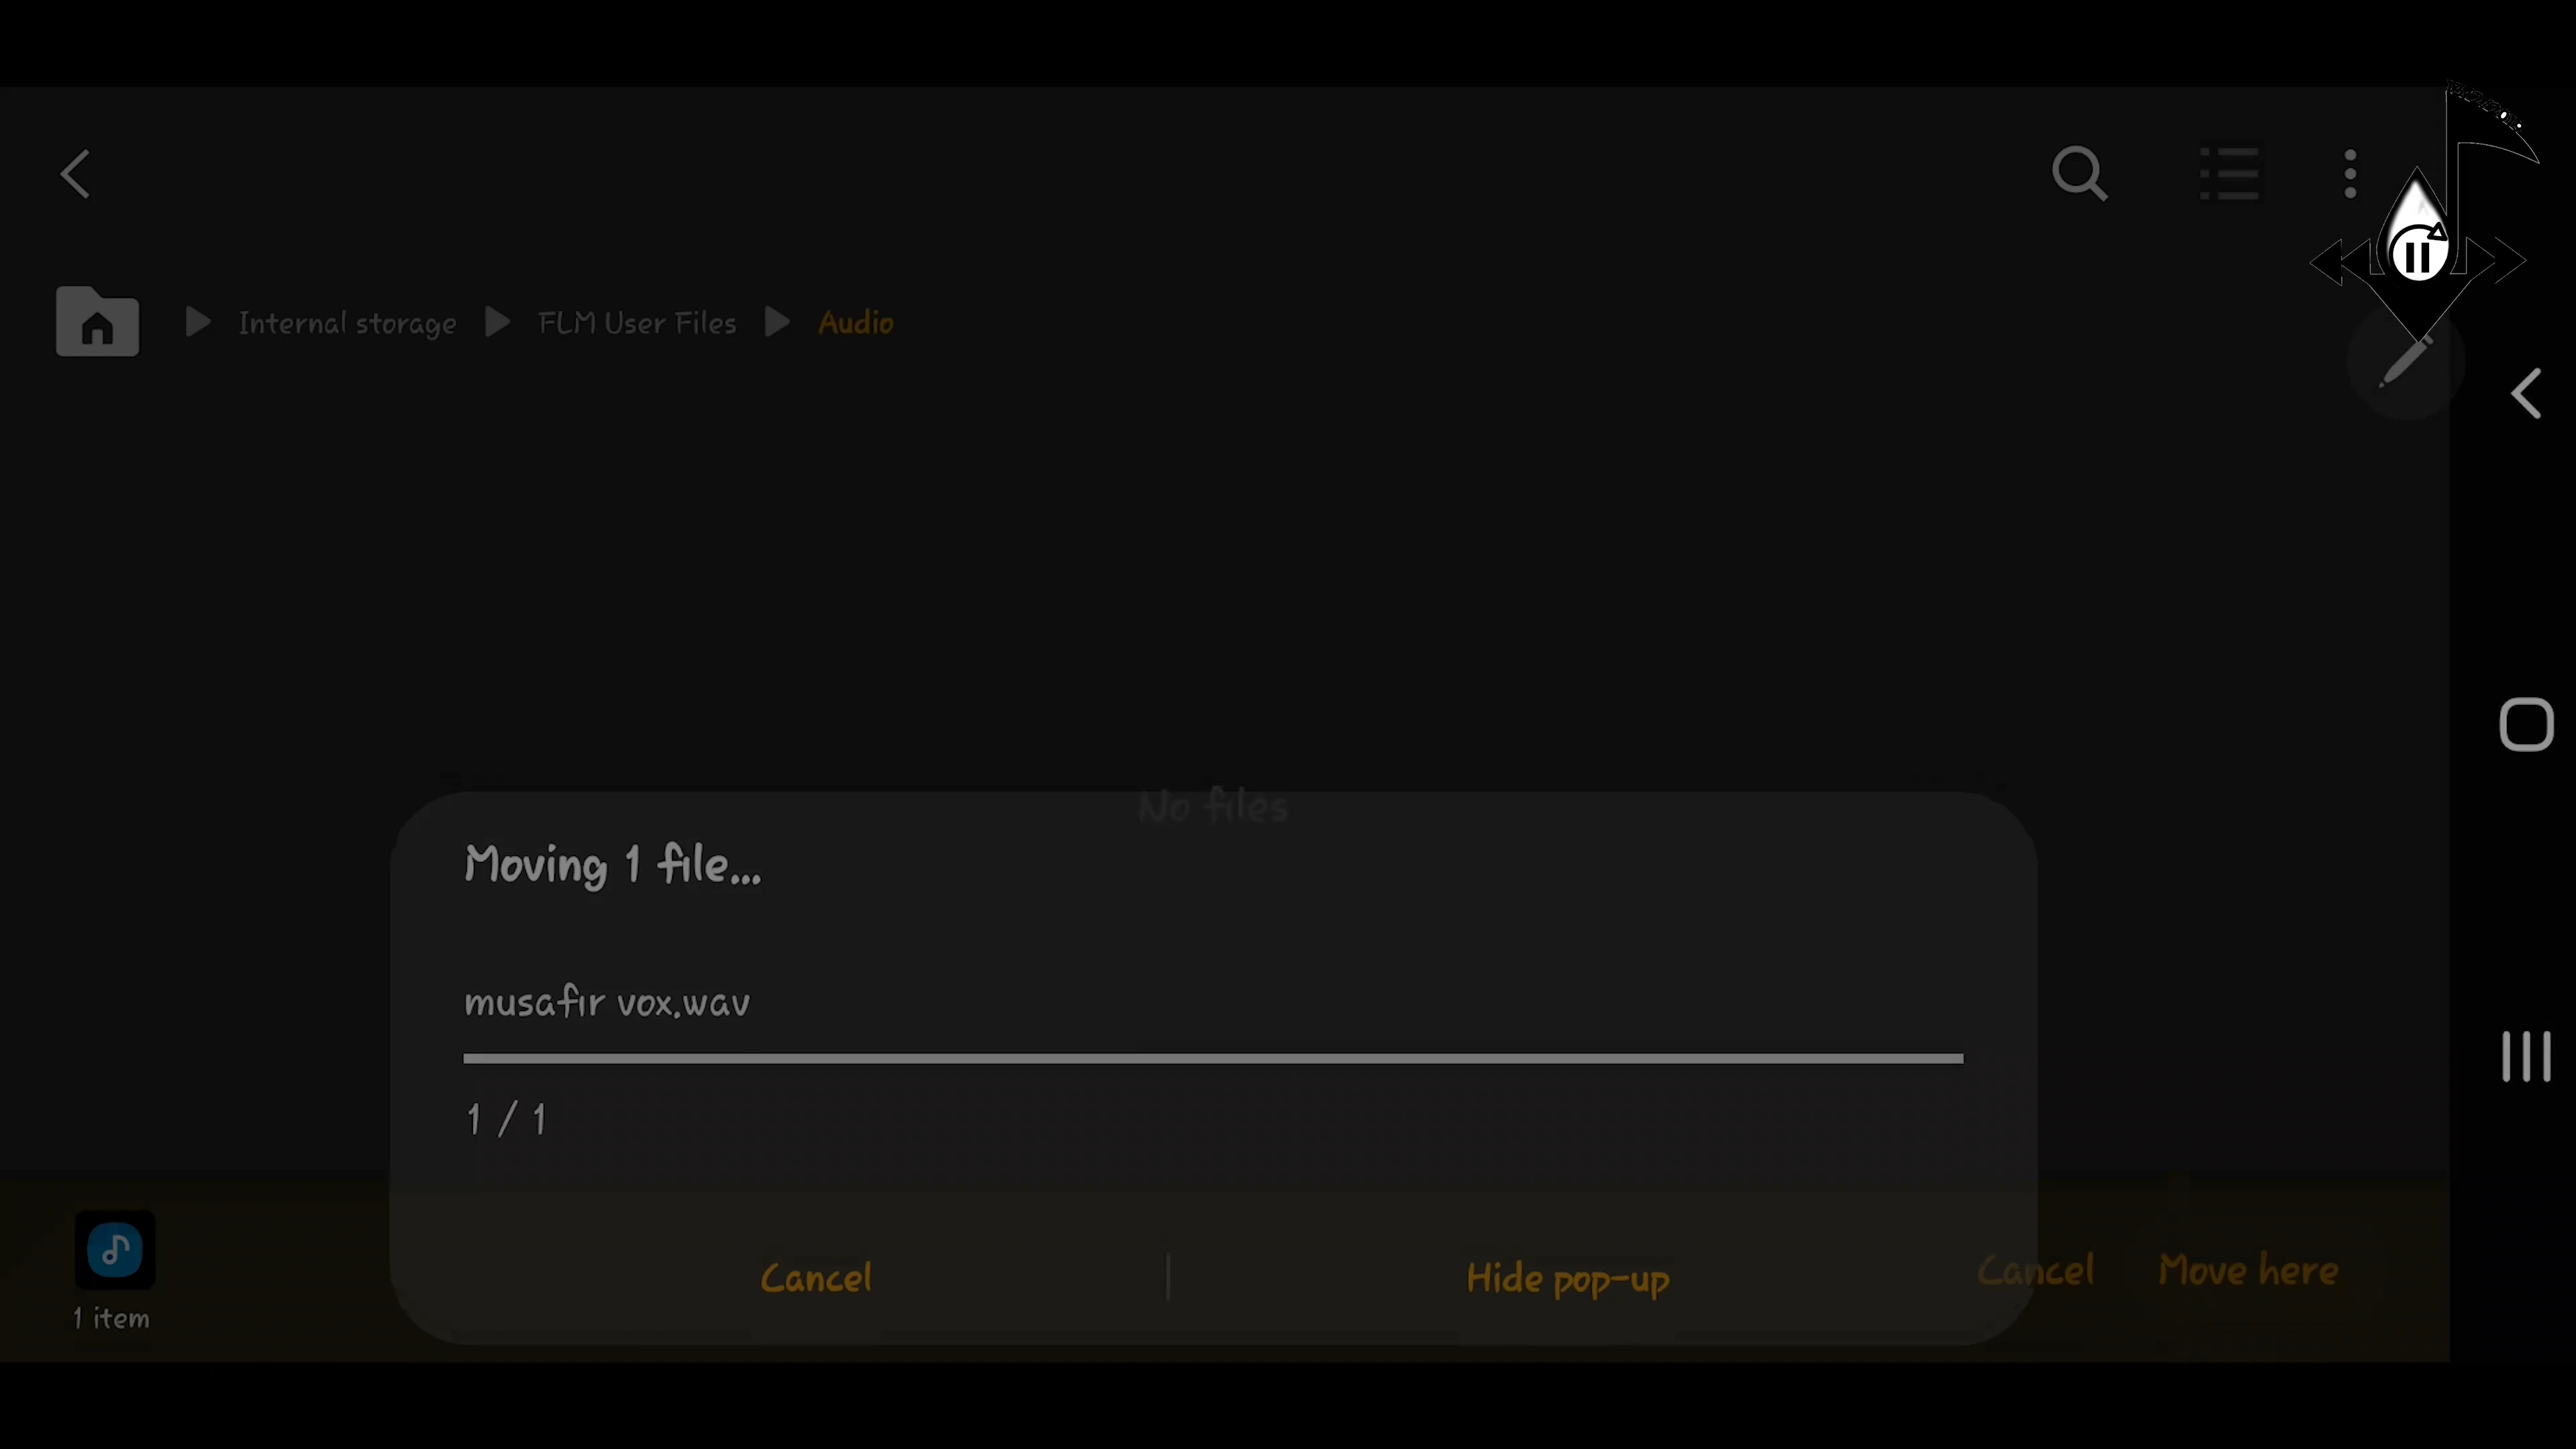 Internal storage FLM User Files Audio
No files
Moving 1 file...
musafir vox.wav
1 / 1
Cancel Hide pop-up
Cancel Move here
1 item